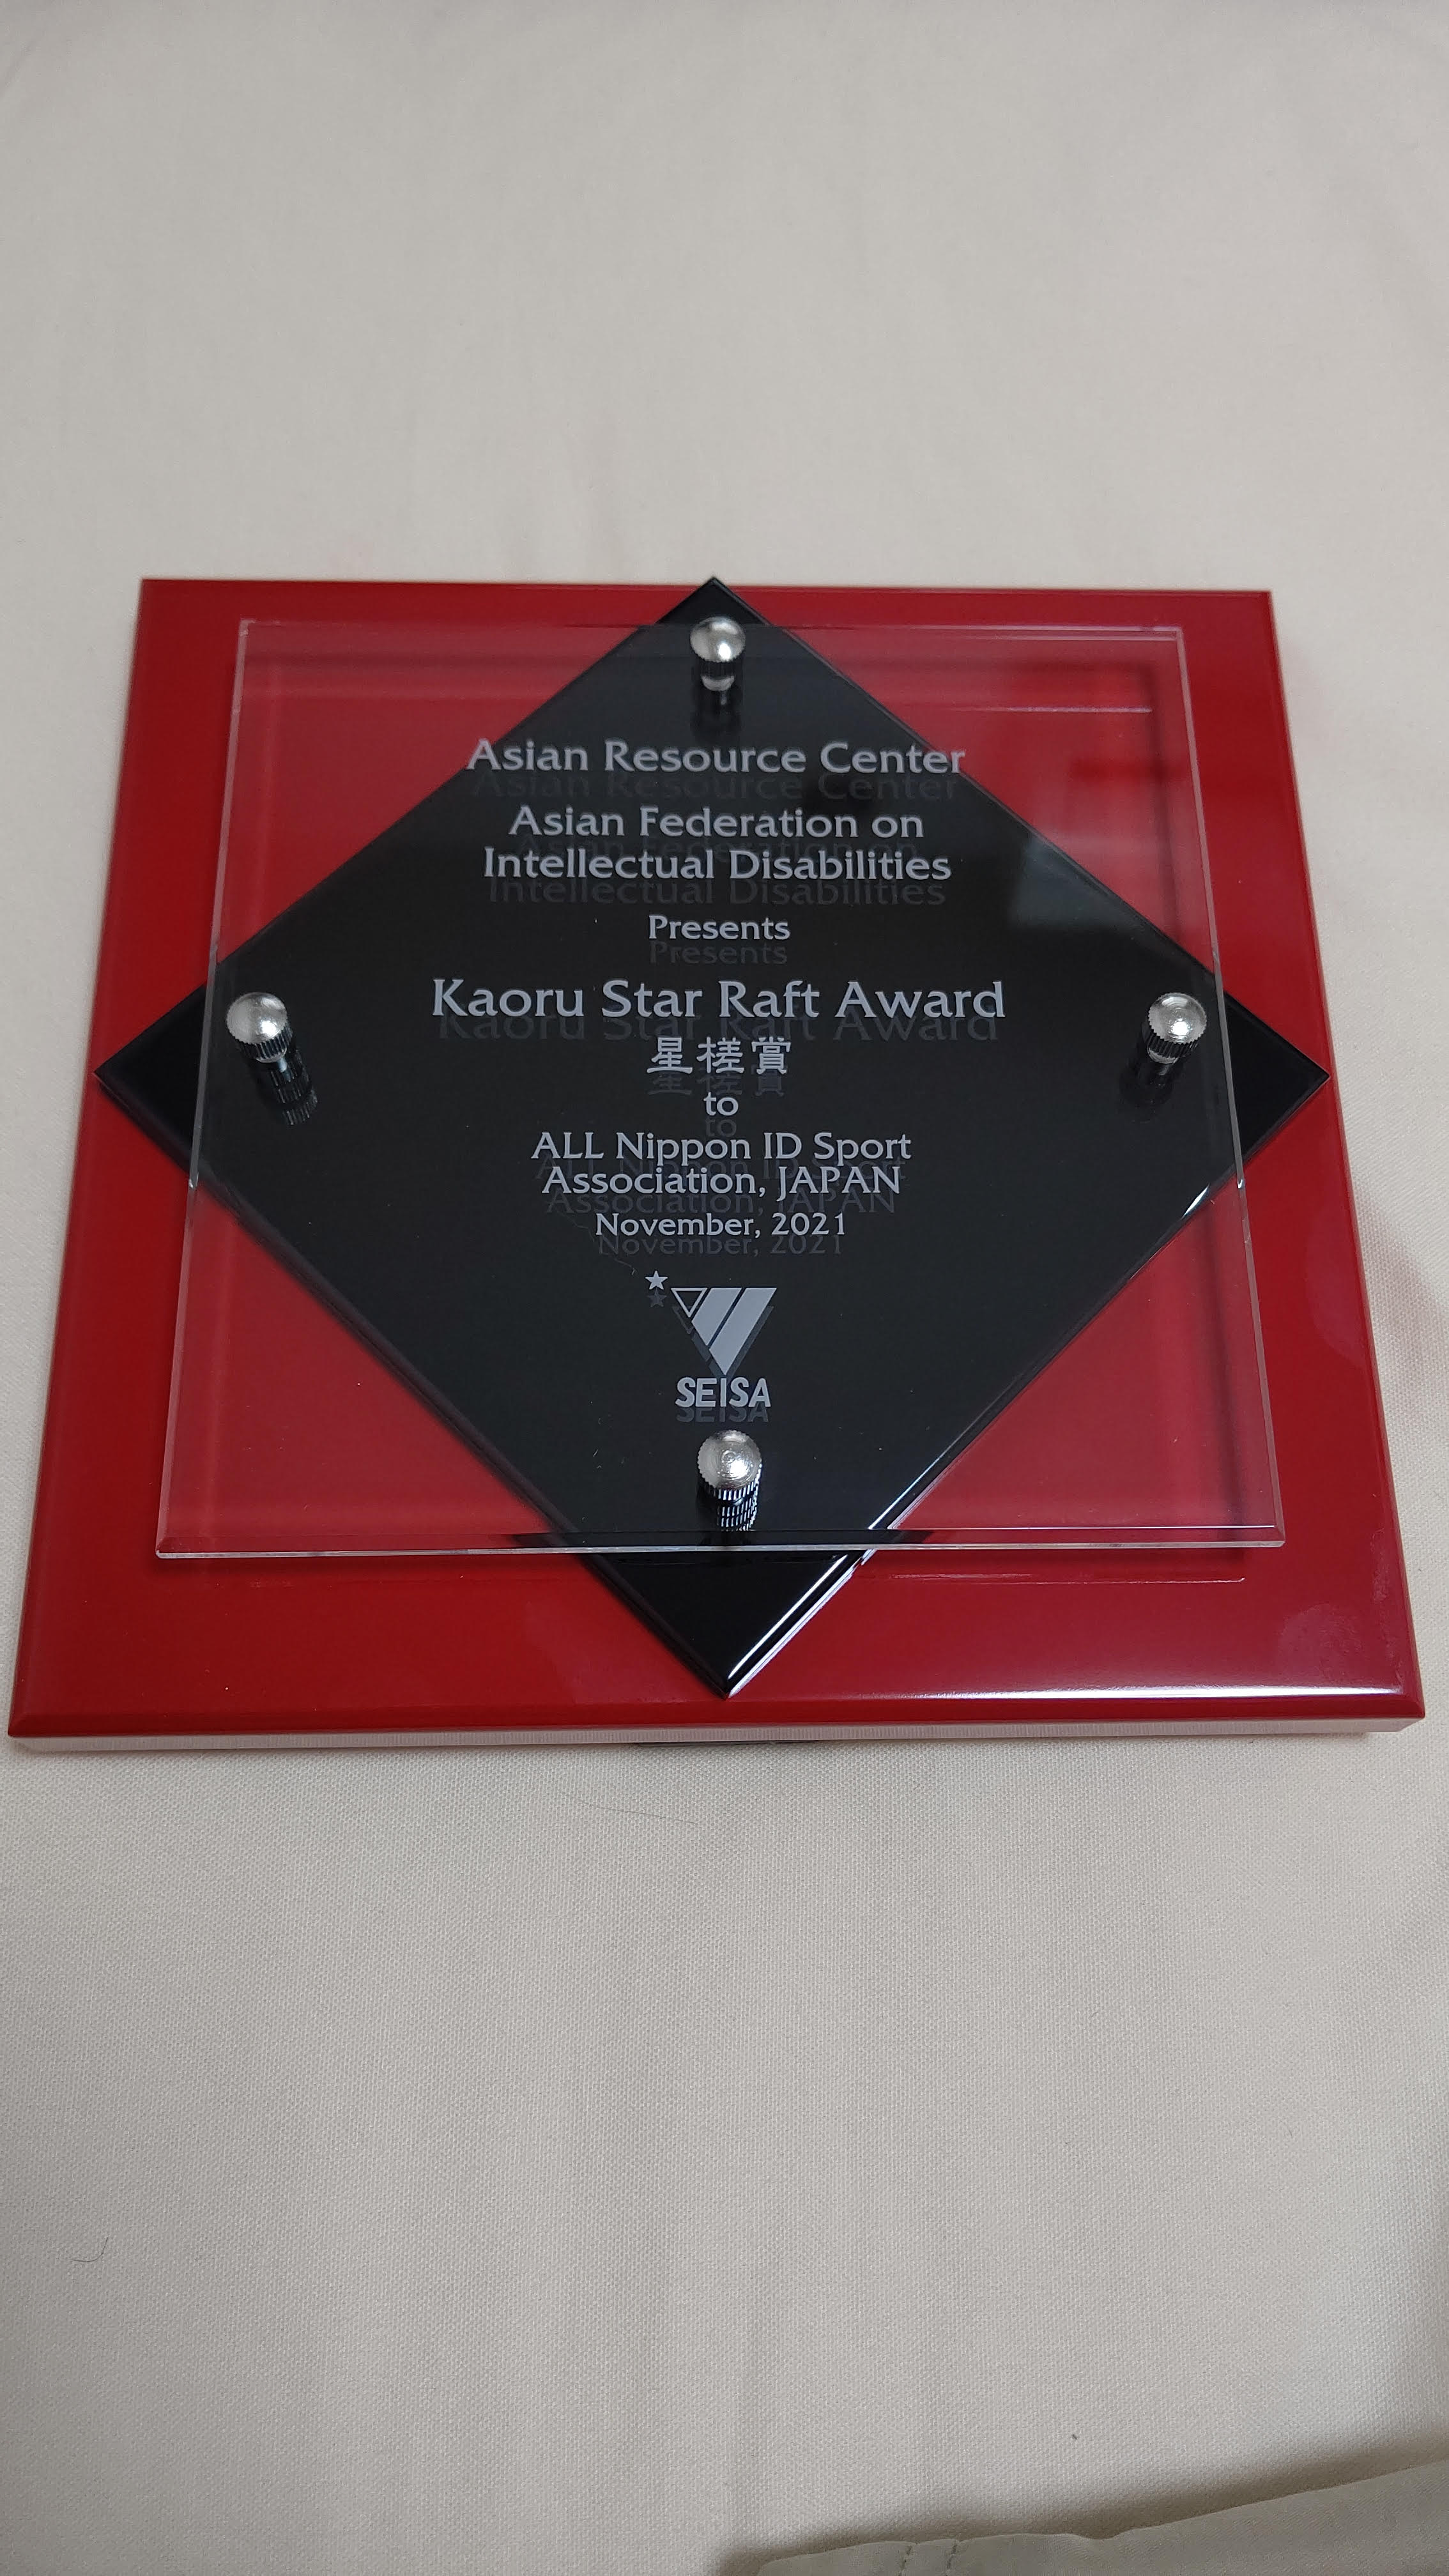 Asian Resource Center
Asian Federation on
Intellectual Disabilities
Presents
Kaoru Star Raft Award
星槎賞
to
ALL Nippon ID Sport
Association, JAPAN
November, 2021
SEISA